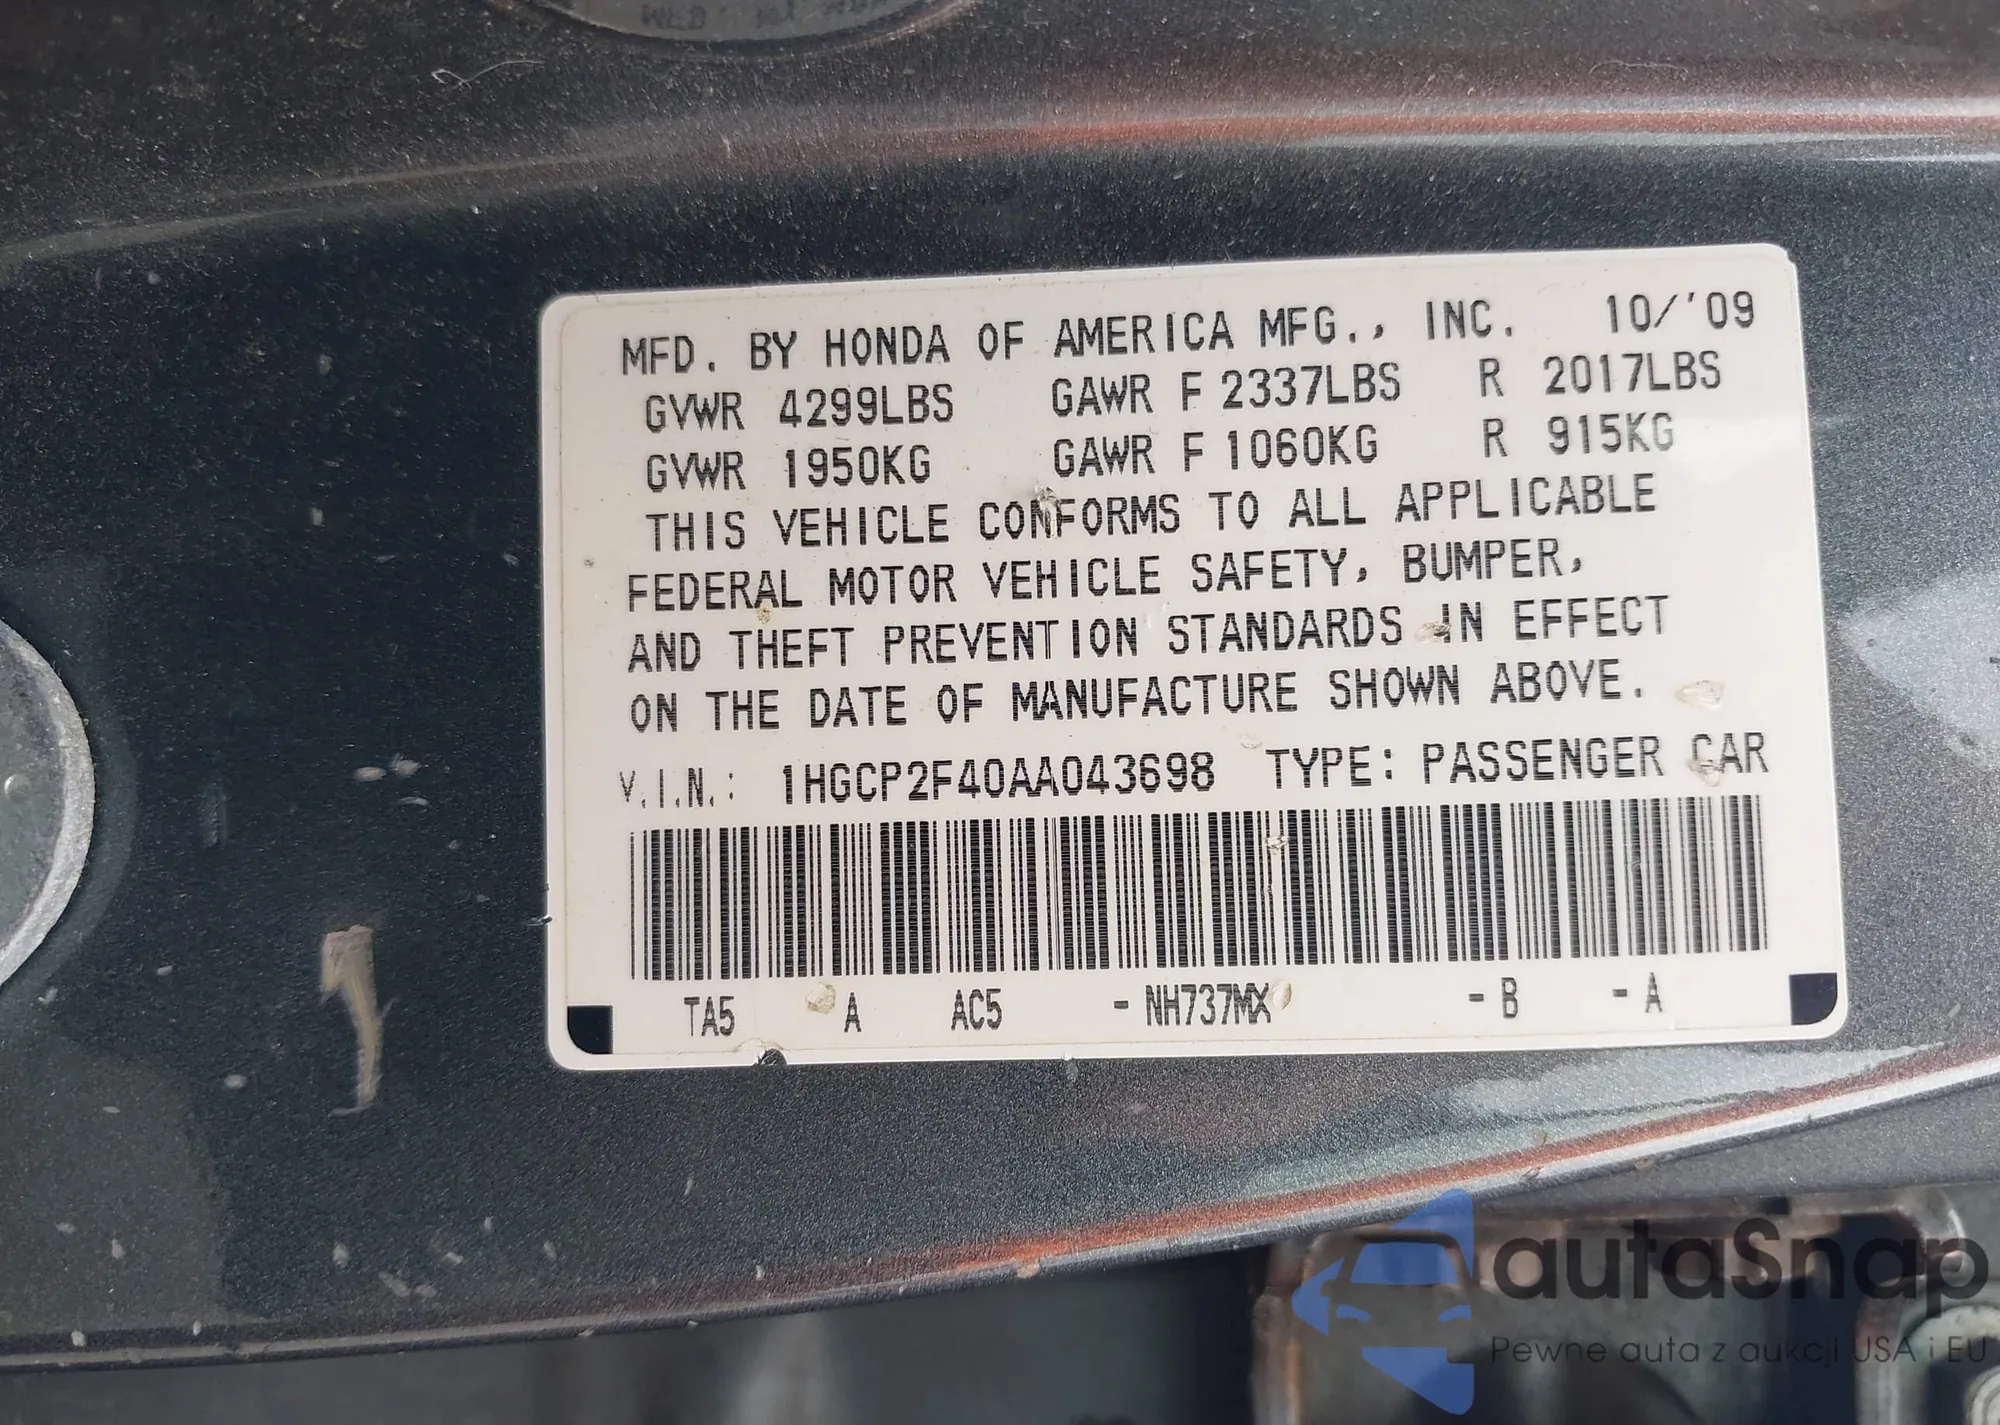 MFD. BY HONDA OF AMERICA MFG., INC. 10/'09
GVWR 4299LBS GAWR F 2337LBS R 2017LBS
GVWR 1950KG GAWR F 1060KG R 915KG
THIS VEHICLE CONFORMS TO ALL APPLICABLE
FEDERAL MOTOR VEHICLE SAFETY, BUMPER,
AND THEFT PREVENTION STANDARDS IN EFFECT
ON THE DATE OF MANUFACTURE SHOWN ABOVE.
V.I.N.: 1HGCP2F40AA043698 TYPE: PASSENGER CAR
TA5 A AC5 - NH737MX - B - A
autaSnap
Pewne auta z aukcji USA i EU